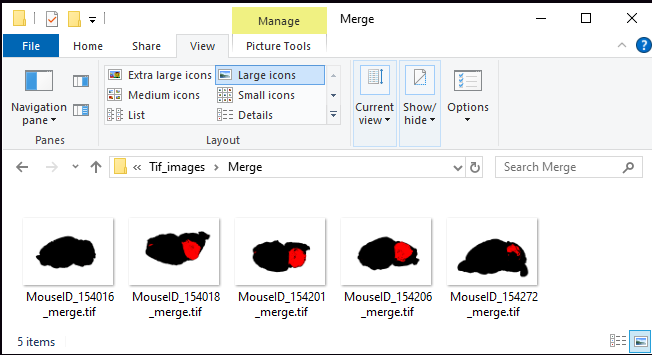 Manage
Merge
File
Home
Share
View
Picture Tools
Navigation
pane
Extra large icons
Large icons
Medium icons
Small icons
List
Details
Current
view
Show/
hide
Options
Panes
Layout
« Tif_images > Merge
Search Merge
MouseID_154016
_merge.tif
MouseID_154018
_merge.tif
MouseID_154201
_merge.tif
MouseID_154206
_merge.tif
MouseID_154272
_merge.tif
5 items